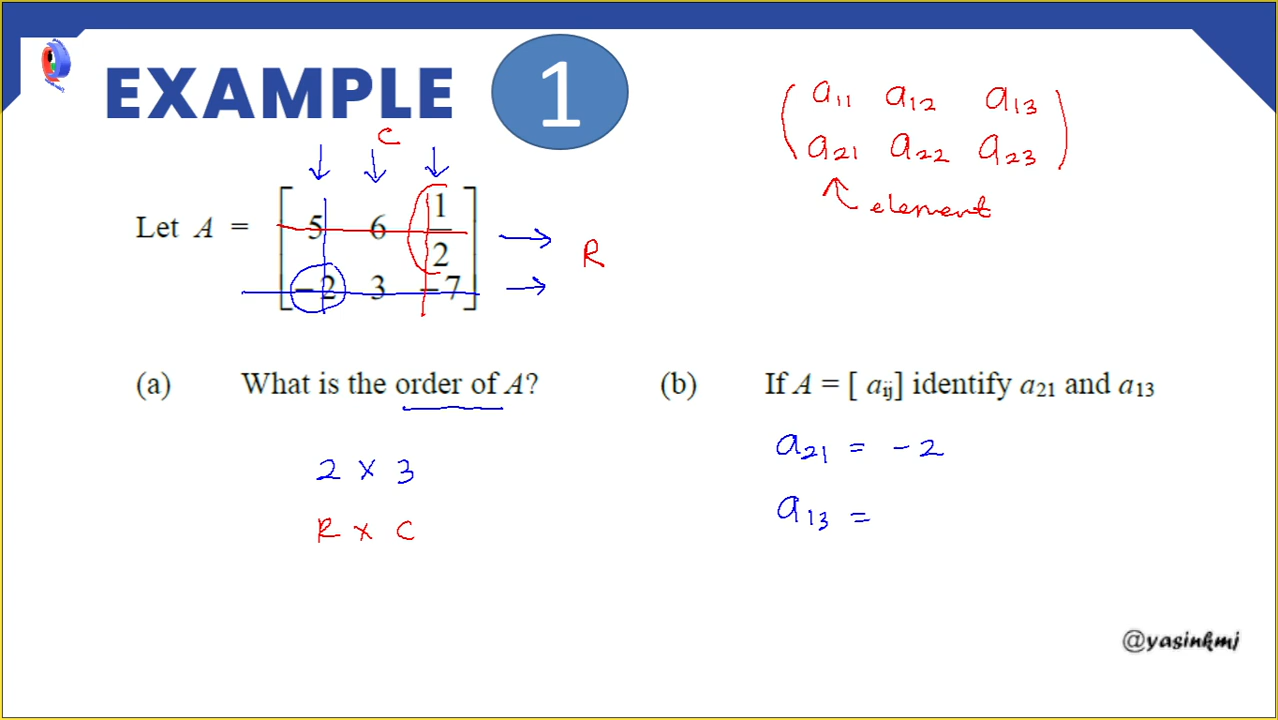 EXAMPLE 1
a11 a12 a13
a21 a22 a23
element
C
Let A =
5 6 1/2
-2 3 -7
R
(a) What is the order of A?
2 × 3
R × C
(b) If A = [ aij] identify a21 and a13
a21 = -2
a13 =
@yasinkmj